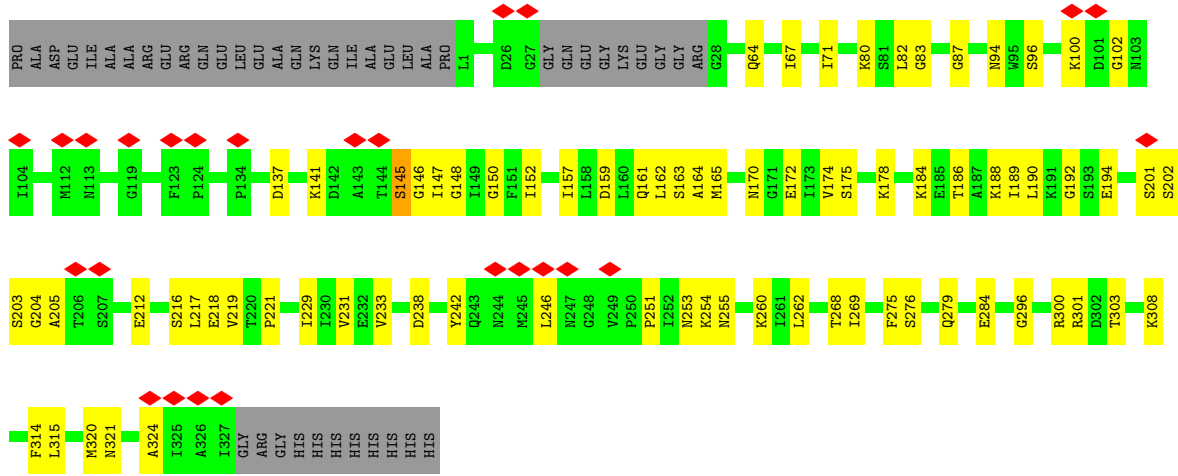 PRO ALA ASP GLU ILE ALA ALA ARG GLU ARG GLN GLU LEU GLU ALA GLN LYS GLN ILE ALA GLU LEU ALA PRO L1 D26 G27 GLY GLN GLU GLY LYS GLU GLY GLY ARG G28 Q64 I67 I71 K80 S81 L82 G83 G87 N94 W95 S96 K100 D101 G102 N103
I104 M112 N113 G119 F123 P124 P134 D137 K141 D142 A143 T144 S145 G146 I147 G148 I149 G150 F151 I152 I157 L158 D159 L160 Q161 L162 S163 A164 M165 N170 G171 E172 I173 V174 S175 K178 K184 E185 T186 A187 K188 I189 L190 K191 G192 S193 E194 S201 S202
S203 G204 A205 T206 S207 E212 S216 L217 E218 V219 T220 P221 I229 I230 V231 E232 V233 D238 Y242 Q243 N244 M245 L246 N247 G248 V249 P250 P251 I252 N253 K254 N255 K260 I261 L262 T268 I269 F275 S276 Q279 E284 G296 R300 R301 D302 T303 K308
F314 L315 M320 N321 A324 I325 A326 I327 GLY ARG GLY HIS HIS HIS HIS HIS HIS HIS HIS